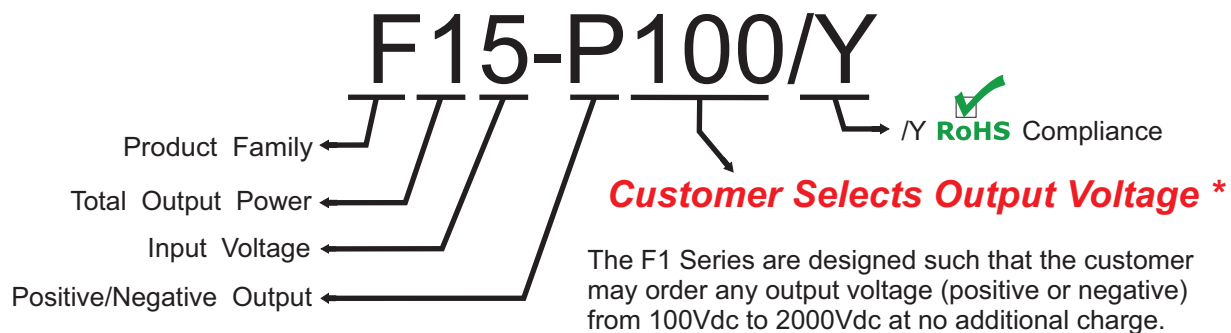 F15-P100/Y
/Y RoHS Compliance
Product Family
Customer Selects Output Voltage *
Total Output Power
Input Voltage
Positive/Negative Output
The F1 Series are designed such that the customer
may order any output voltage (positive or negative)
from 100Vdc to 2000Vdc at no additional charge.